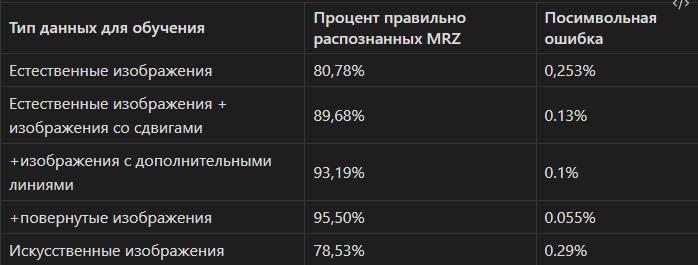 Тип данных для обучения
Процент правильно
распознанных MRZ
Посимвольная
ошибка
Естественные изображения
80,78%
0,253%
Естественные изображения +
изображения со сдвигами
89,68%
0.13%
+изображения с дополнительными
линиями
93,19%
0.1%
+повернутые изображения
95,50%
0.055%
Искусственные изображения
78,53%
0.29%